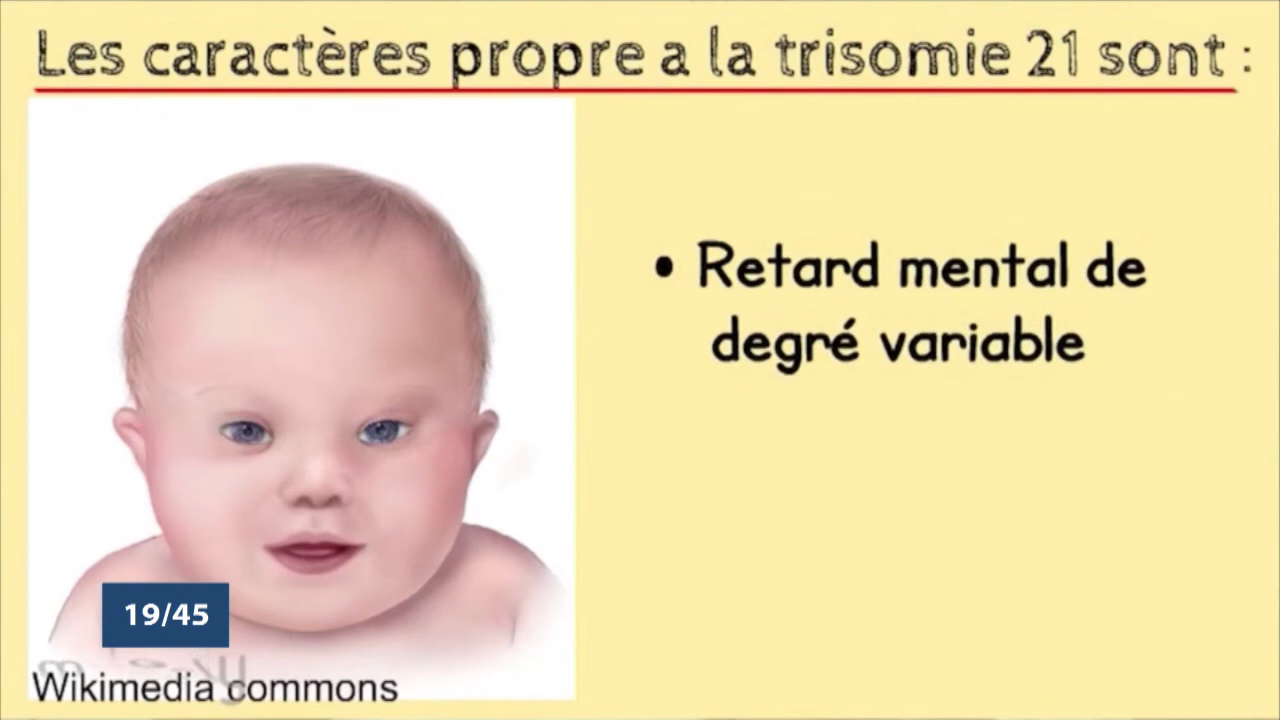 Les caractères propre a la trisomie 21 sont :
• Retard mental de
degré variable
19/45
Wikimedia commons